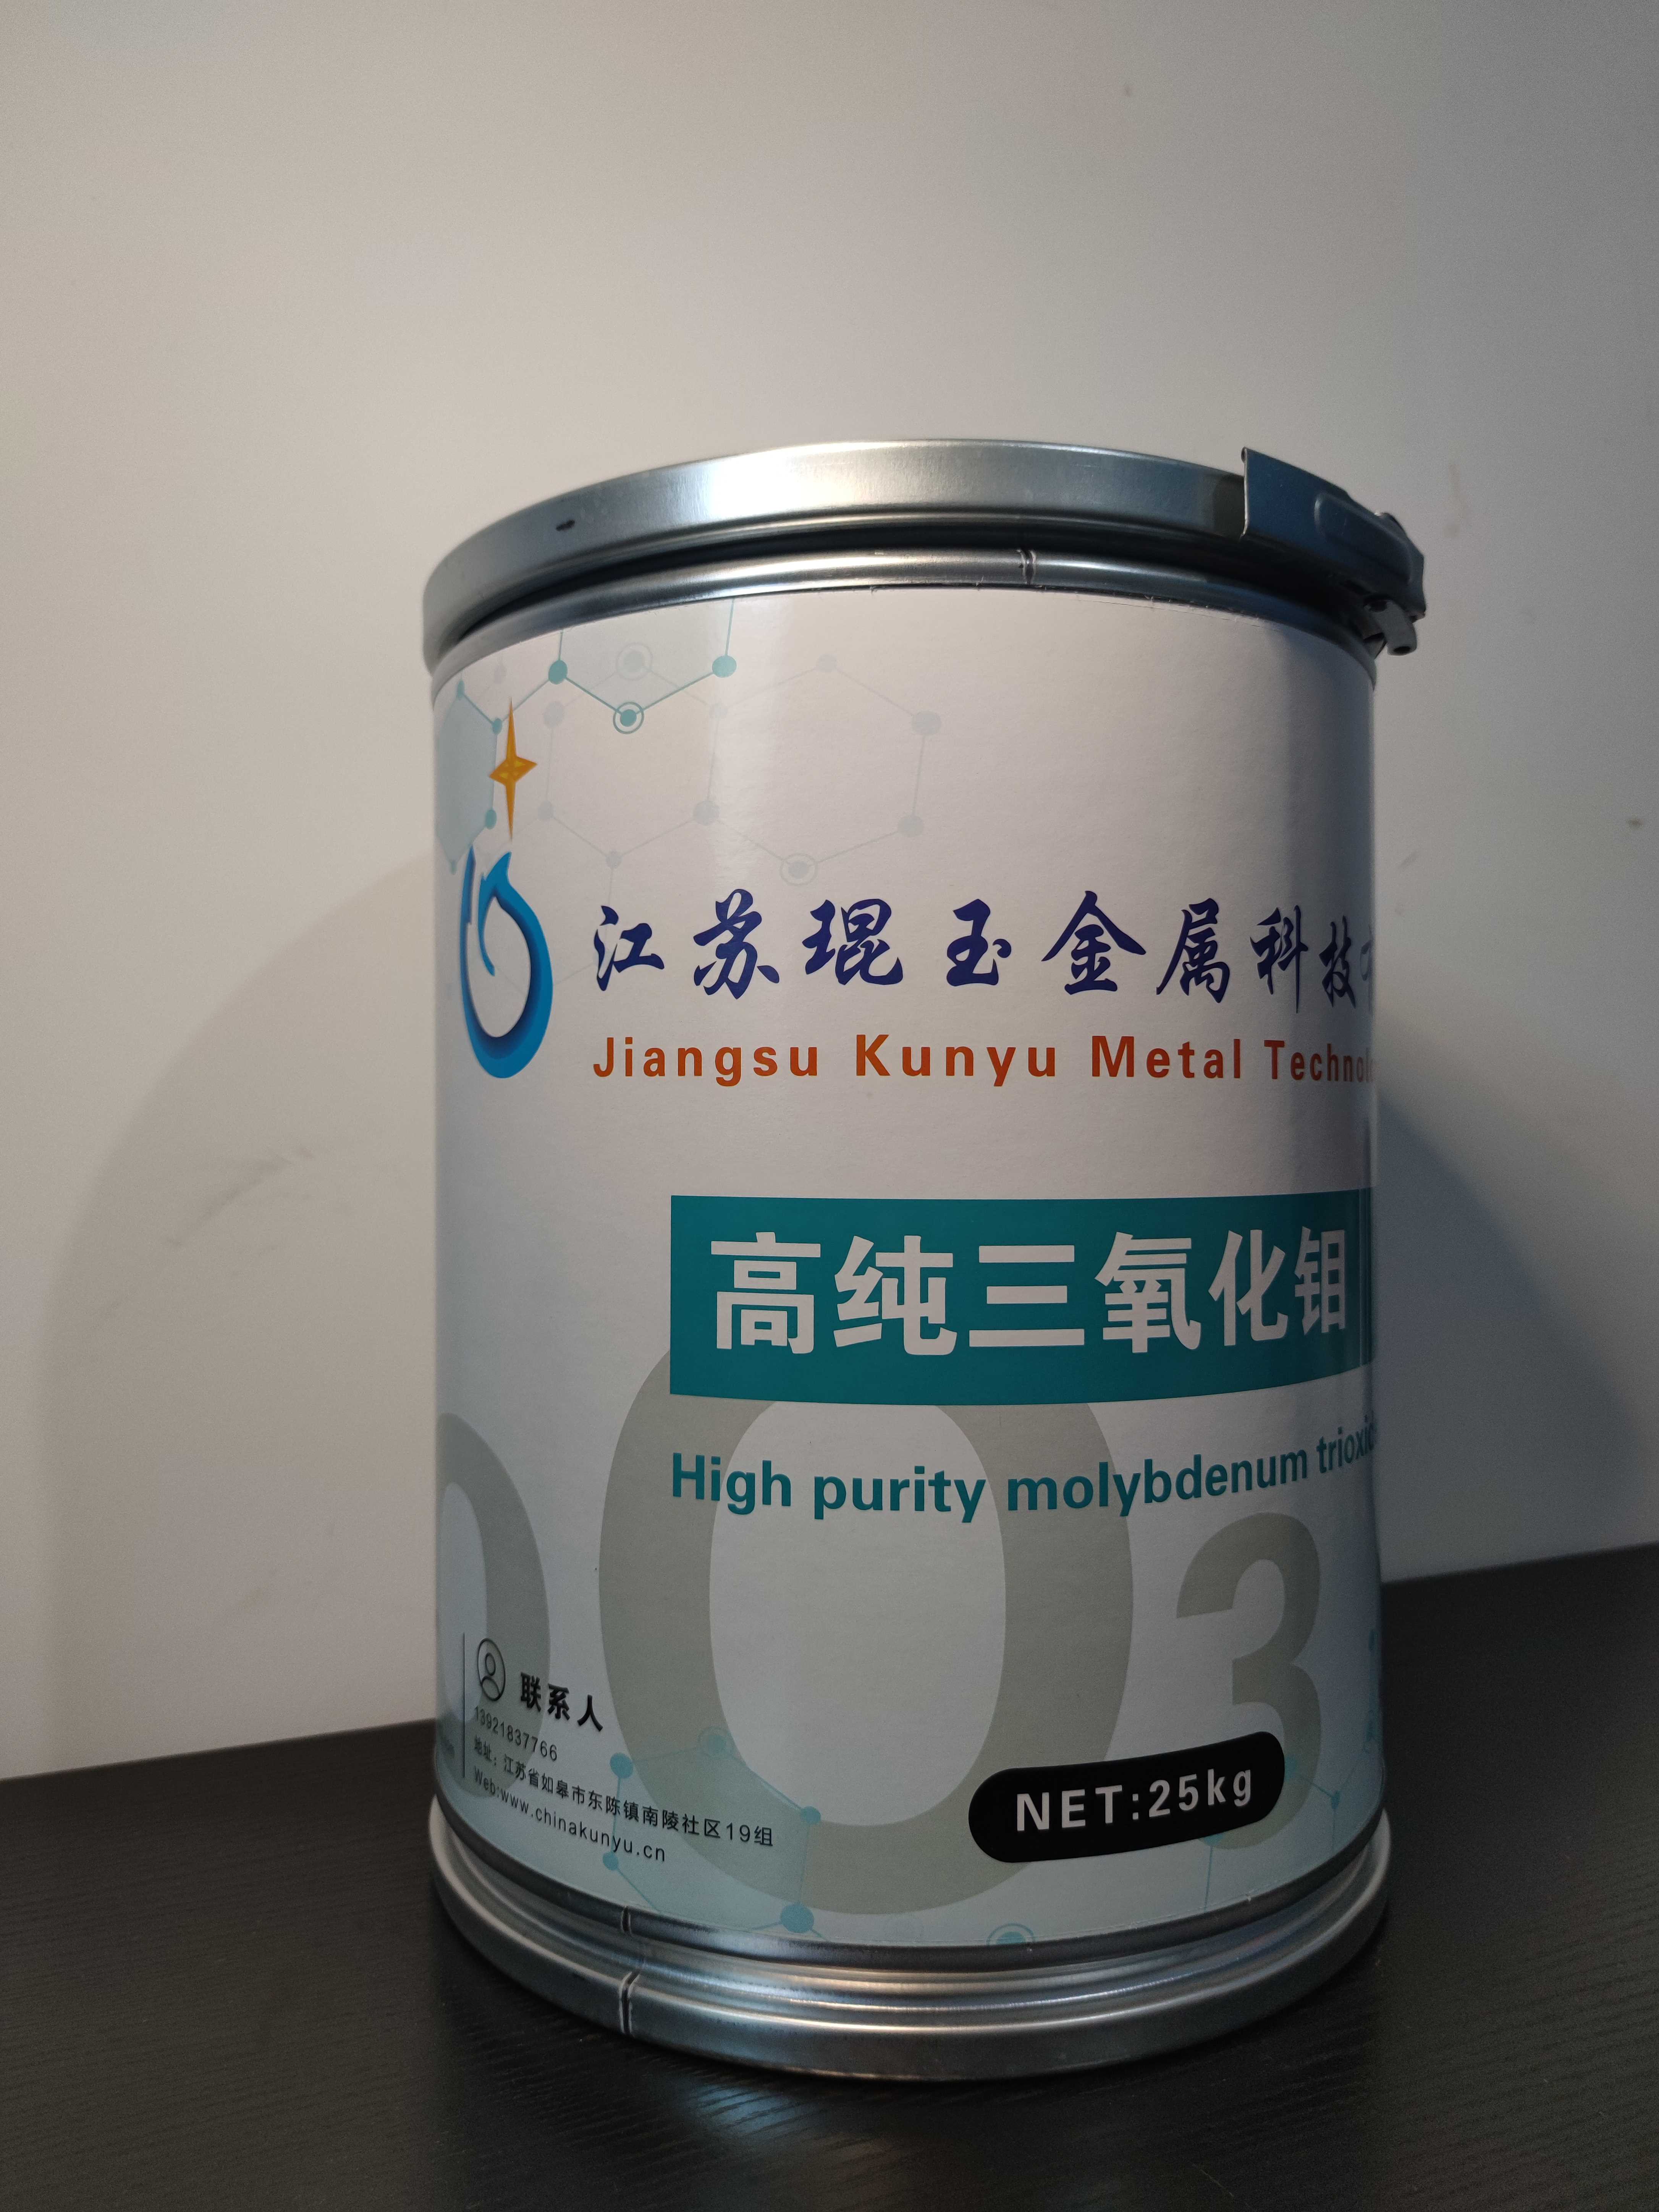 江苏琨玉金属科技
Jiangsu Kunyu Metal
高纯三氧化钼
High purity molybdenum
O3
联系人
13921837766
地址：江苏省如皋市东陈镇南陵社区19组
Web:www.chinakunyu.cn
NET:25kg